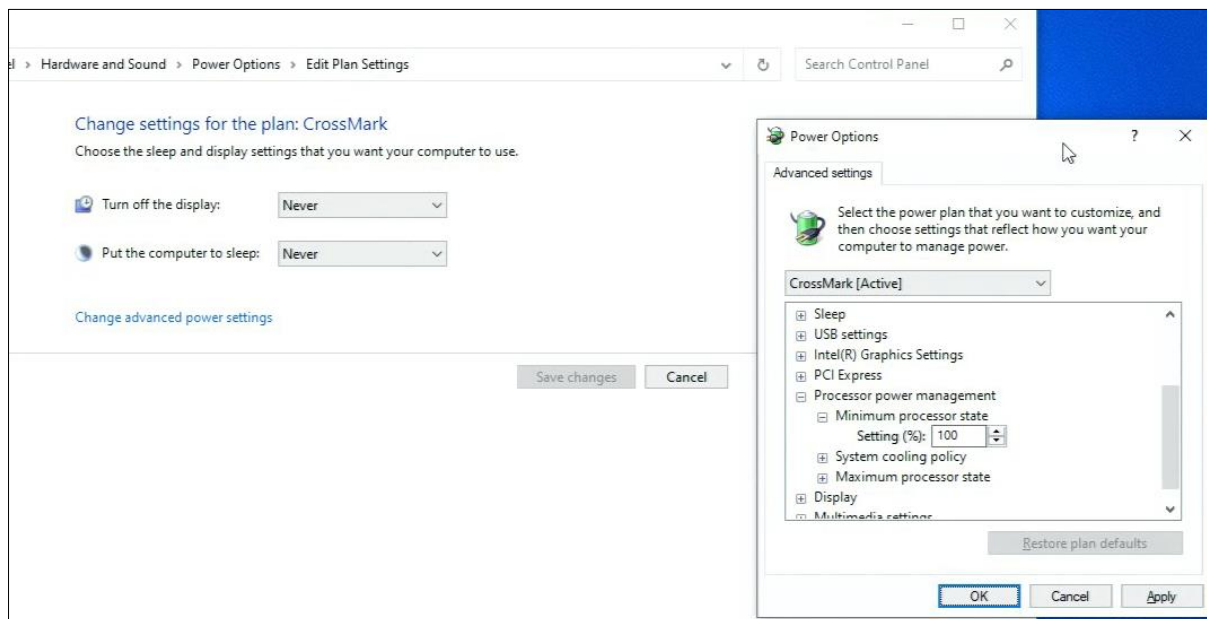 el > Hardware and Sound > Power Options > Edit Plan Settings
Search Control Panel
Change settings for the plan: CrossMark
Choose the sleep and display settings that you want your computer to use.
Turn off the display: Never
Put the computer to sleep: Never
Change advanced power settings
Save changes Cancel
Power Options ?
Advanced settings
Select the power plan that you want to customize, and
then choose settings that reflect how you want your
computer to manage power.
CrossMark [Active]
Sleep
USB settings
Intel(R) Graphics Settings
PCI Express
Processor power management
Minimum processor state
Setting (%): 100
System cooling policy
Maximum processor state
Display
Multimedia settings
Restore plan defaults
OK Cancel Apply